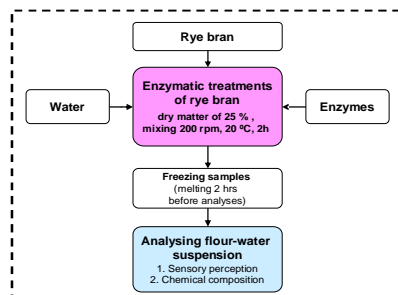 Rye bran
Enzymatic treatments
of rye bran
dry matter of 25 % ,
mixing 200 rpm, 20 ºC, 2h
Water
Enzymes
Freezing samples
(melting 2 hrs
before analyses)
Analysing flour-water
suspension
1. Sensory perception
2. Chemical composition